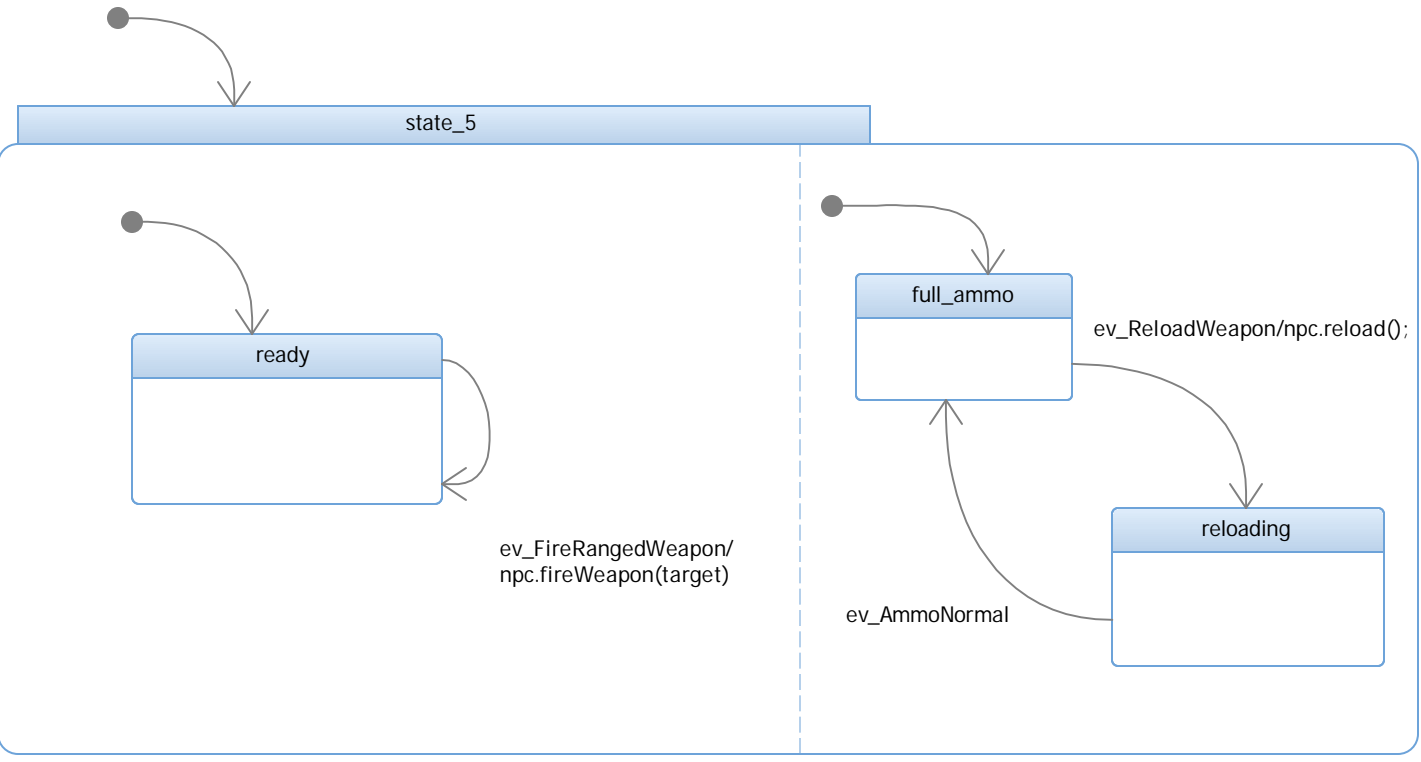 state_5
ready
ev_FireRangedWeapon/
npc.fireWeapon(target)
full_ammo
ev_ReloadWeapon/npc.reload();
reloading
ev_AmmoNormal